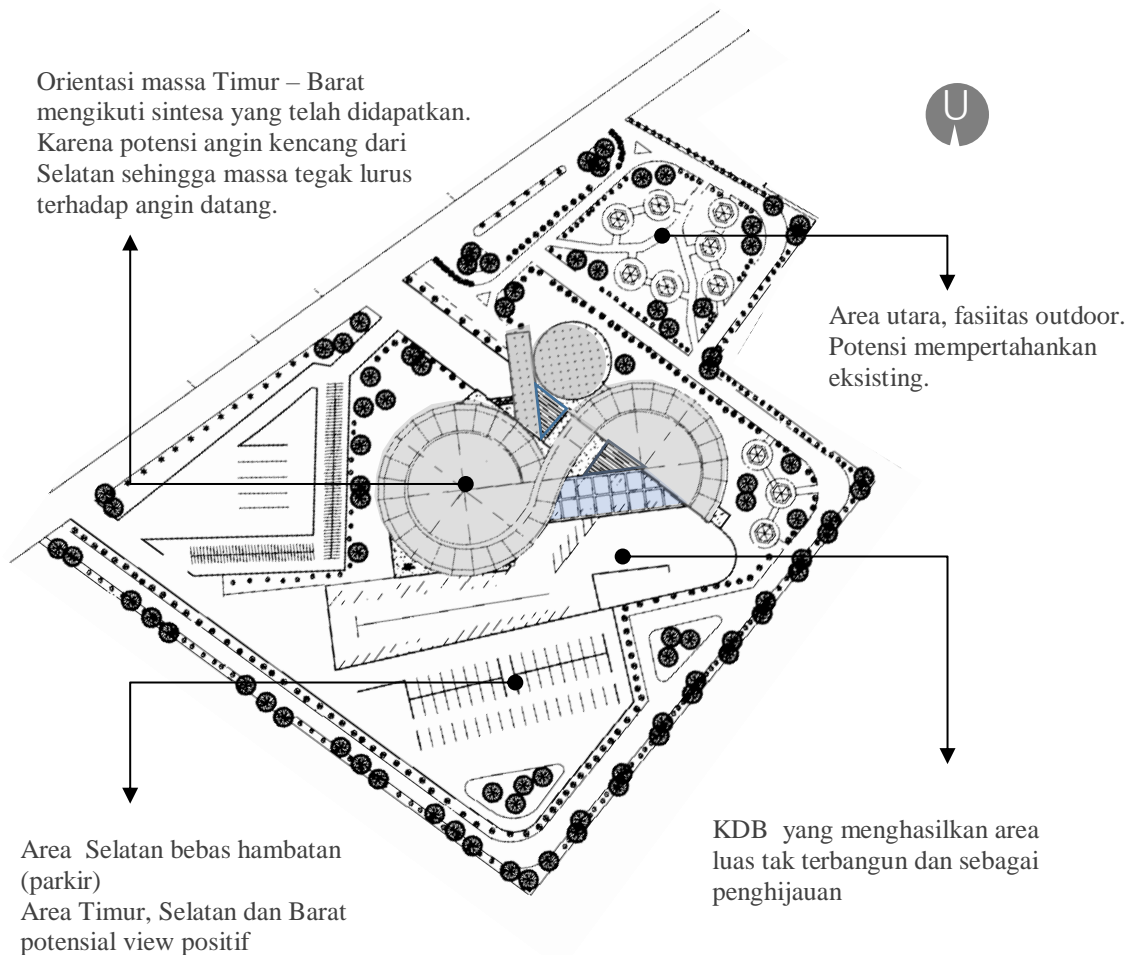 Orientasi massa Timur – Barat
mengikuti sintesa yang telah didapatkan.
Karena potensi angin kencang dari
Selatan sehingga massa tegak lurus
terhadap angin datang.
U
Area utara, fasiitas outdoor.
Potensi mempertahankan
eksisting.
Area Selatan bebas hambatan
(parkir)
Area Timur, Selatan dan Barat
potensial view positif
KDB yang menghasilkan area
luas tak terbangun dan sebagai
penghijauan